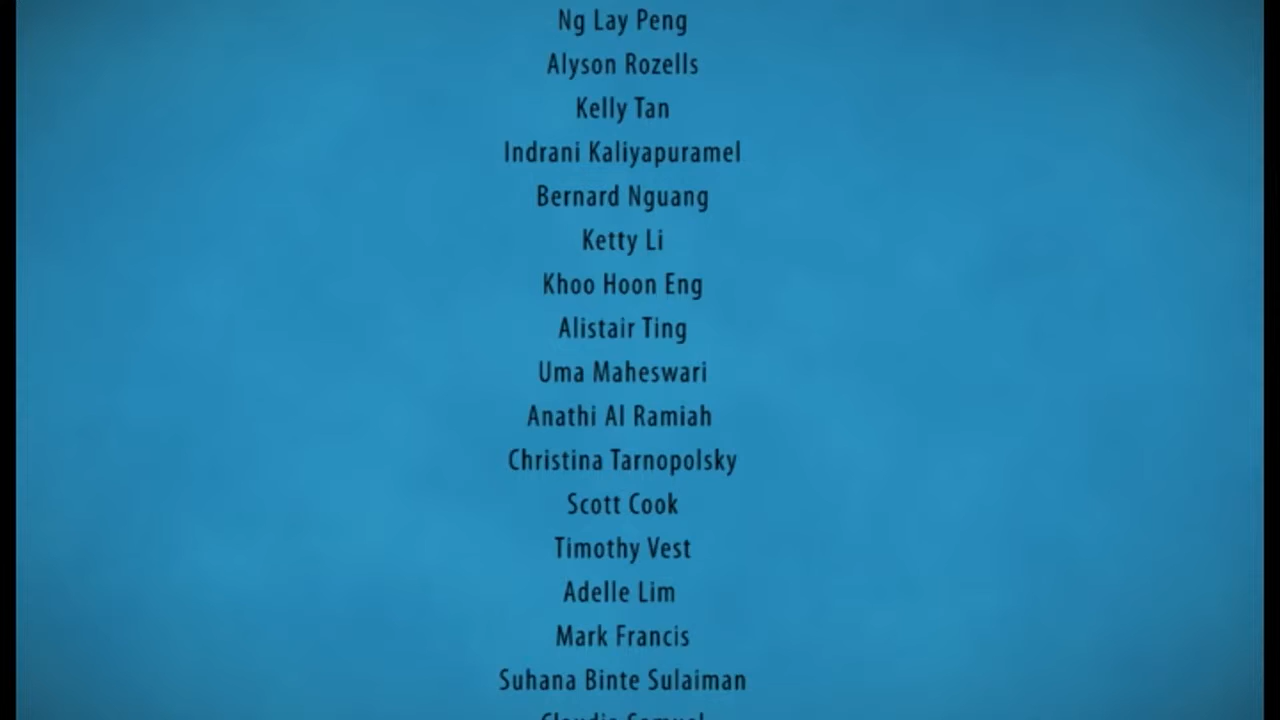 Ng Lay Peng
Alyson Rozells
Kelly Tan
Indrani Kaliyapuramel
Bernard Nguang
Ketty Li
Khoo Hoon Eng
Alistair Ting
Uma Maheswari
Anathi Al Ramiah
Christina Tarnopolsky
Scott Cook
Timothy Vest
Adelle Lim
Mark Francis
Suhana Binte Sulaiman